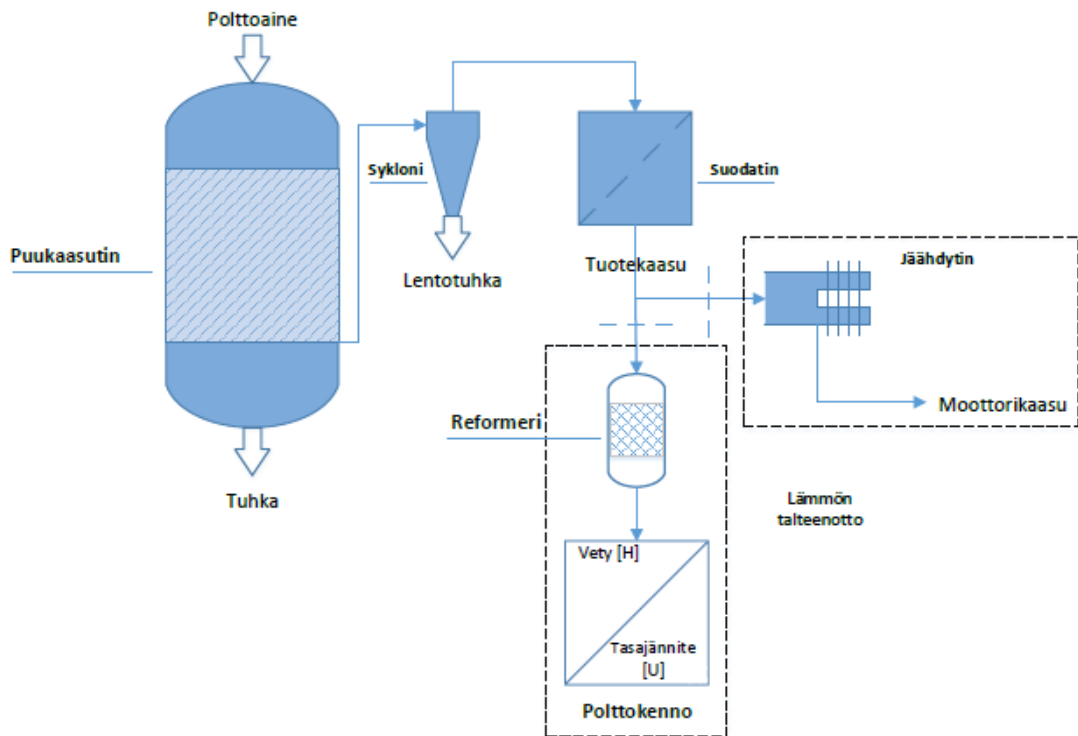 Polttoaine
Sykloni
Suodatin
Puukaasutin
Lentotuhka
Tuotekaasu
Jäähdytin
Moottorikaasu
Reformeri
Tuhka
Lämmön
talteenotto
Vety [H]
Tasajännite
[U]
Polttokenno